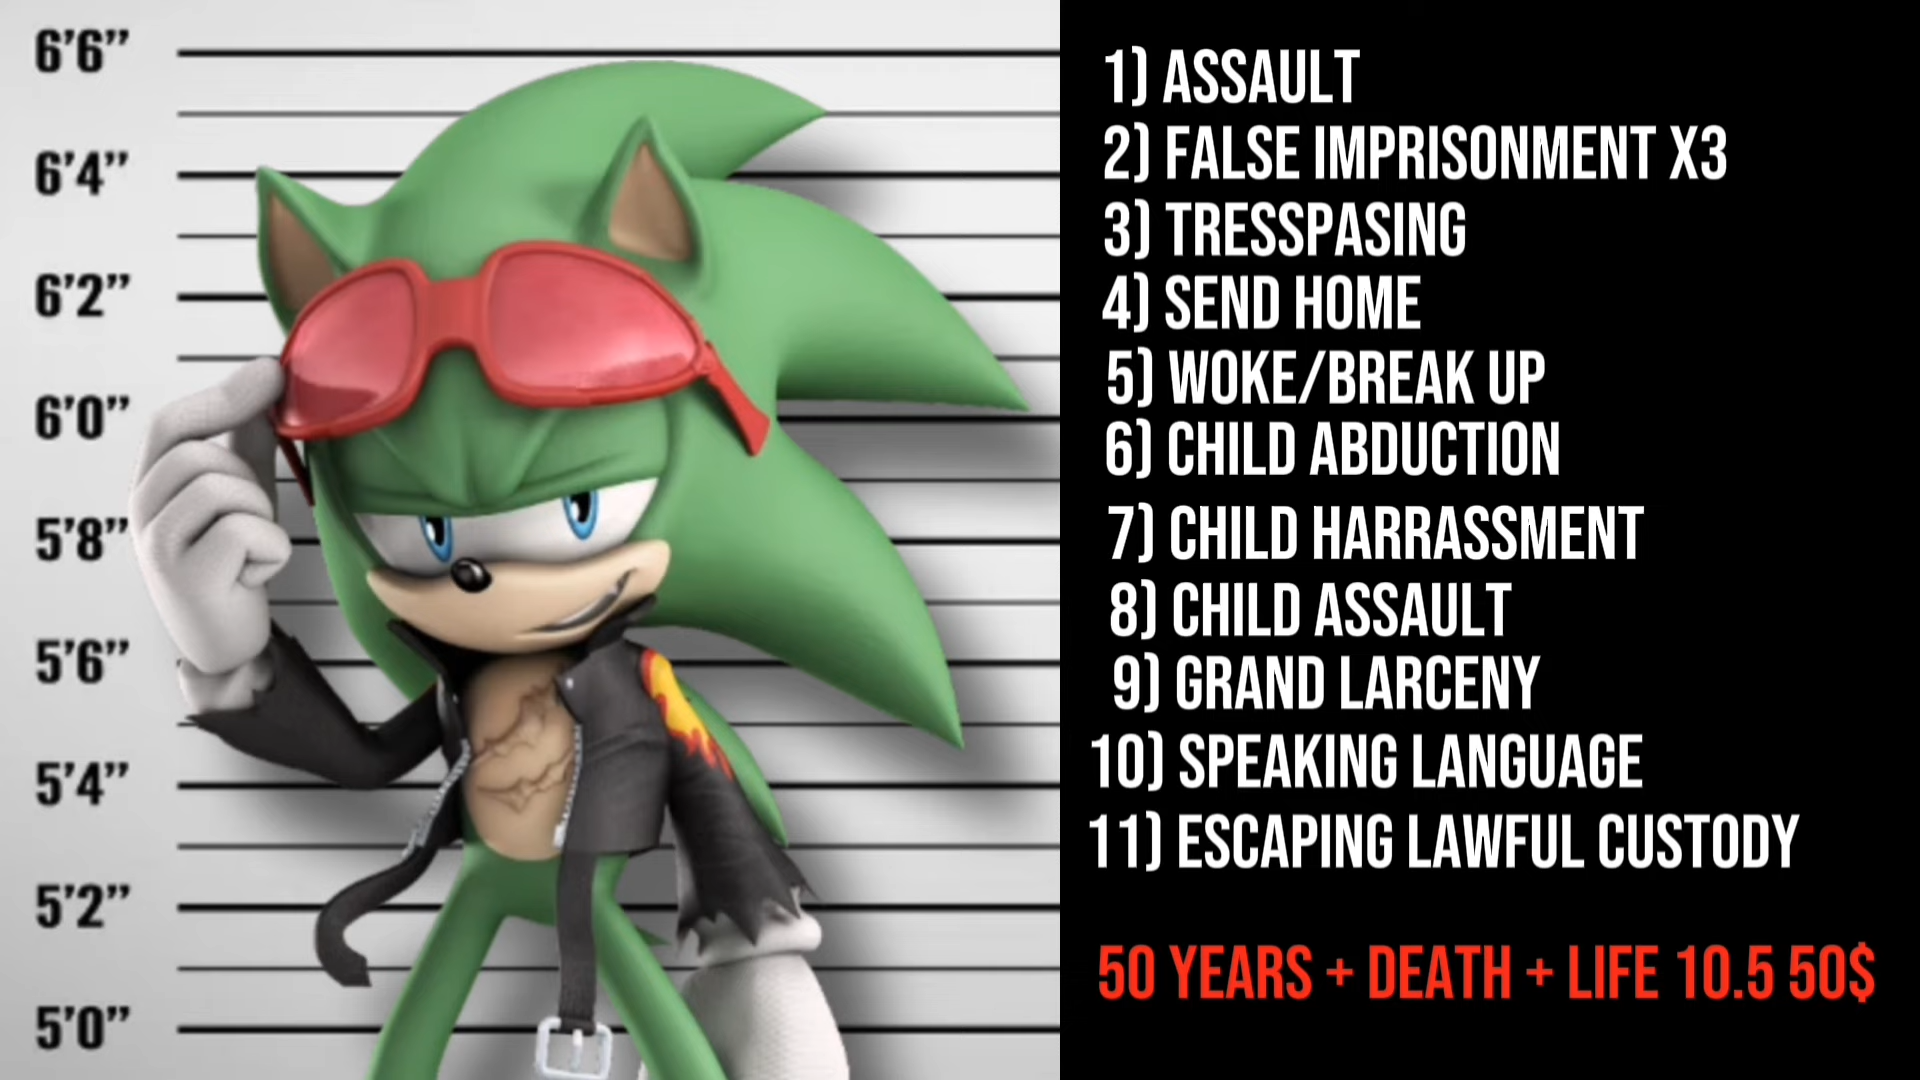 6'6"
6'4"
6'2"
6'0"
5'8"
5'6"
5'4"
5'2"
5'0"
1) ASSAULT
2) FALSE IMPRISONMENT X3
3) TRESSPASING
4) SEND HOME
5) WOKE/BREAK UP
6) CHILD ABDUCTION
7) CHILD HARRASSMENT
8) CHILD ASSAULT
9) GRAND LARCENY
10) SPEAKING LANGUAGE
11) ESCAPING LAWFUL CUSTODY
50 YEARS + DEATH + LIFE 10.5 50$